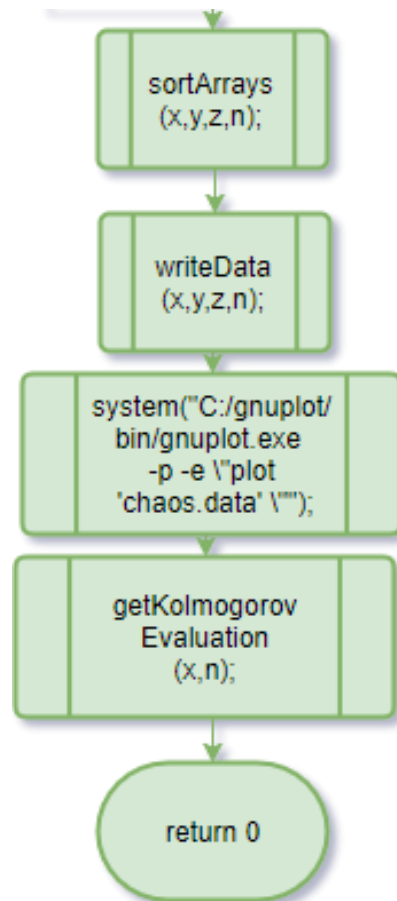 sortArrays
(x,y,z,n);
writeData
(x,y,z,n);
system("C:/gnuplot/
bin/gnuplot.exe
-p -e \"plot
'chaos.data' \"");
getKolmogorov
Evaluation
(x,n);
return 0